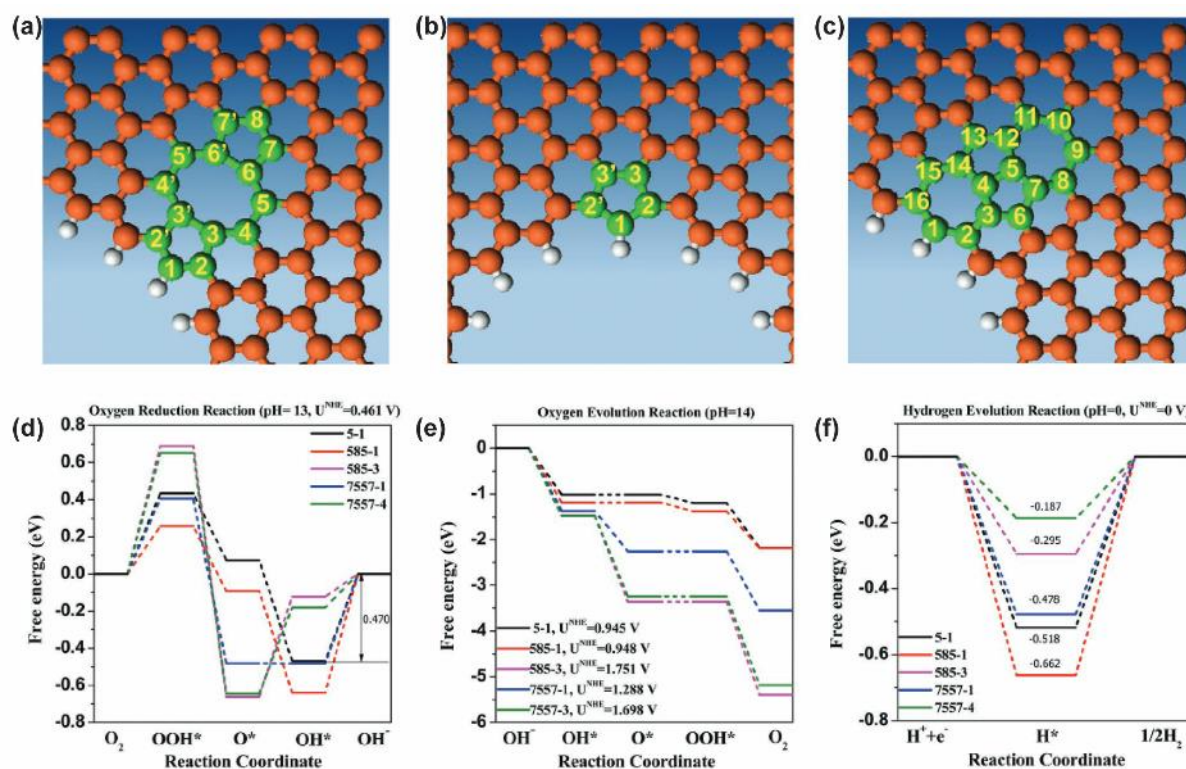 (a)
7' 8
5' 6' 7
4' 6
3' 5
2' 3 4
1 2
(b)
3' 3
2' 2
1
(c)
11 10
13 12 9
15 14 5 8
16 4 7
1 2 3 6
(d)
Oxygen Reduction Reaction (pH= 13, U^NHE=0.461 V)
Free energy (eV)
0.8
0.6
0.4
0.2
0.0
-0.2
-0.4
-0.6
-0.8
5-1
585-1
585-3
7557-1
7557-4
0.470
O₂ OOH* O* OH* OH⁻
Reaction Coordinate
(e)
Oxygen Evolution Reaction (pH=14)
Free energy (eV)
0
-1
-2
-3
-4
-5
-6
5-1, U^NHE=0.945 V
585-1, U^NHE=0.948 V
585-3, U^NHE=1.751 V
7557-1, U^NHE=1.288 V
7557-3, U^NHE=1.698 V
OH⁻ OH* O* OOH* O₂
Reaction Coordinate
(f)
Hydrogen Evolution Reaction (pH=0, U^NHE=0 V)
Free energy (eV)
0.0
-0.2
-0.4
-0.6
-0.8
-0.187
-0.295
-0.478
-0.518
-0.662
5-1
585-1
585-3
7557-1
7557-4
H⁺+e⁻ H* 1/2H₂
Reaction Coordinate